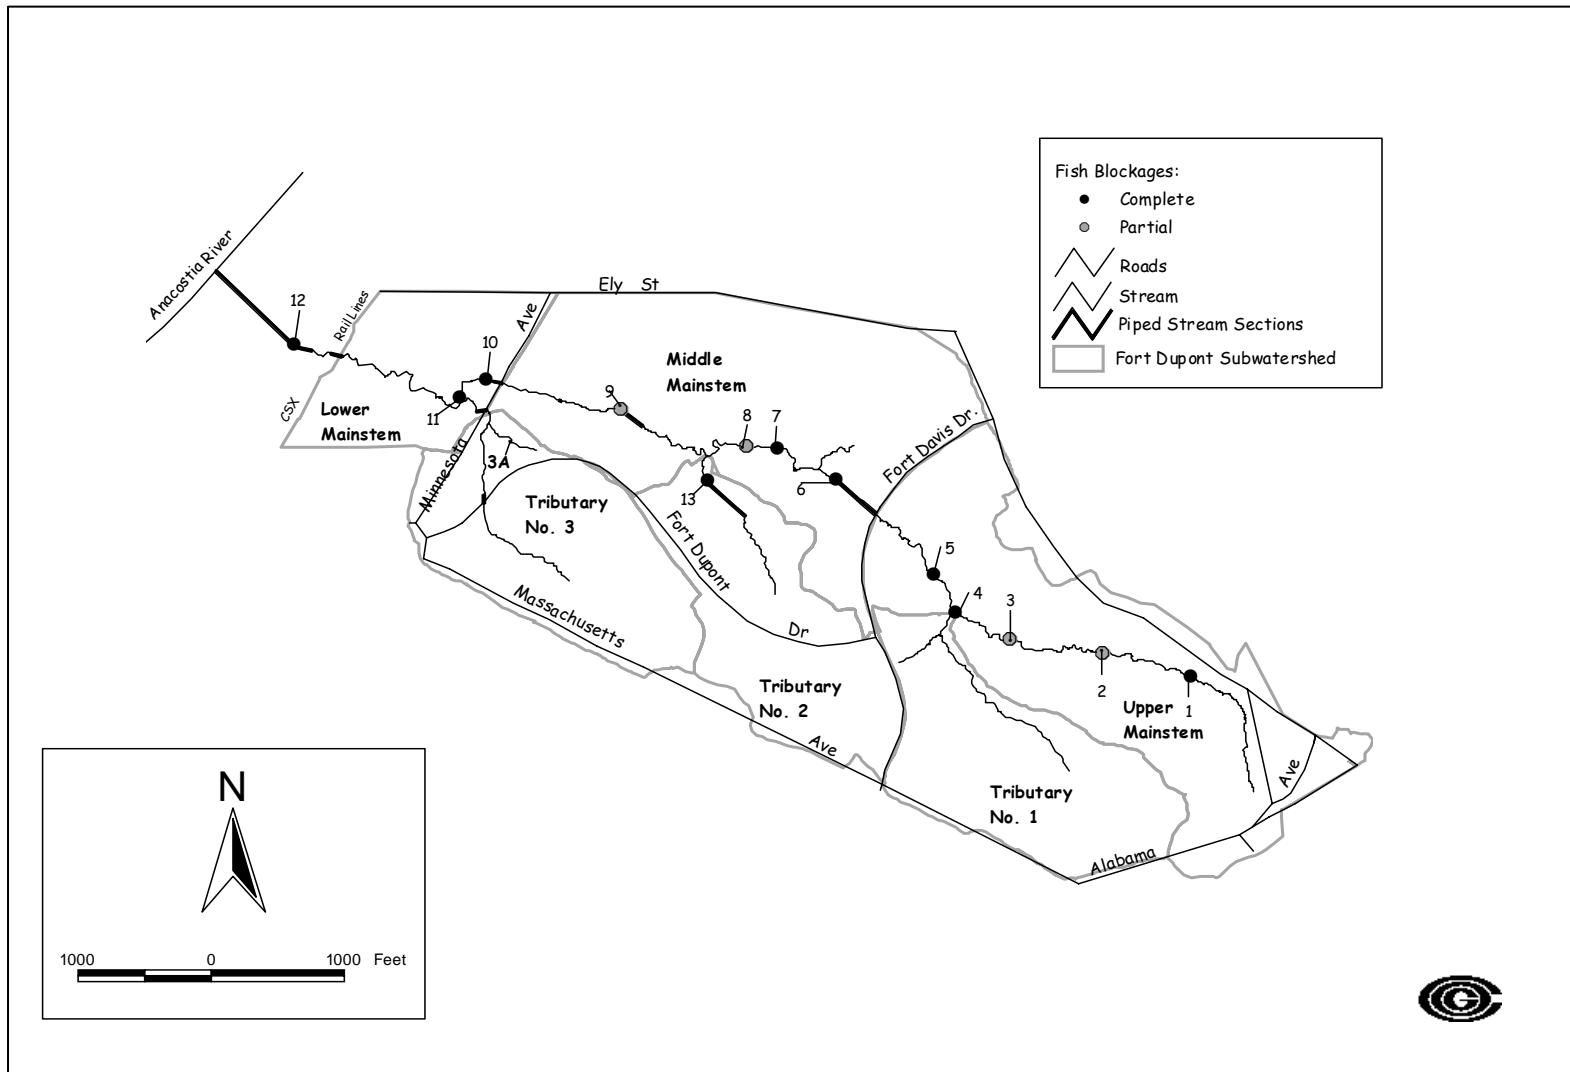 Fish Blockages:
Complete
Partial
Roads
Stream
Piped Stream Sections
Fort Dupont Subwatershed
Anacostia River
12
Rail Lines
CSX
Ely St
Ave
10
11
Lower
Mainstem
Middle
Mainstem
9
8
7
6
13
Fort Davis Dr.
Minnesota
3A
Tributary
No. 3
Fort Dupont
Dr
5
4
3
2
1
Massachusetts
Ave
Tributary
No. 2
Upper
Mainstem
Tributary
No. 1
Alabama
Ave
N
1000 0 1000 Feet
COG